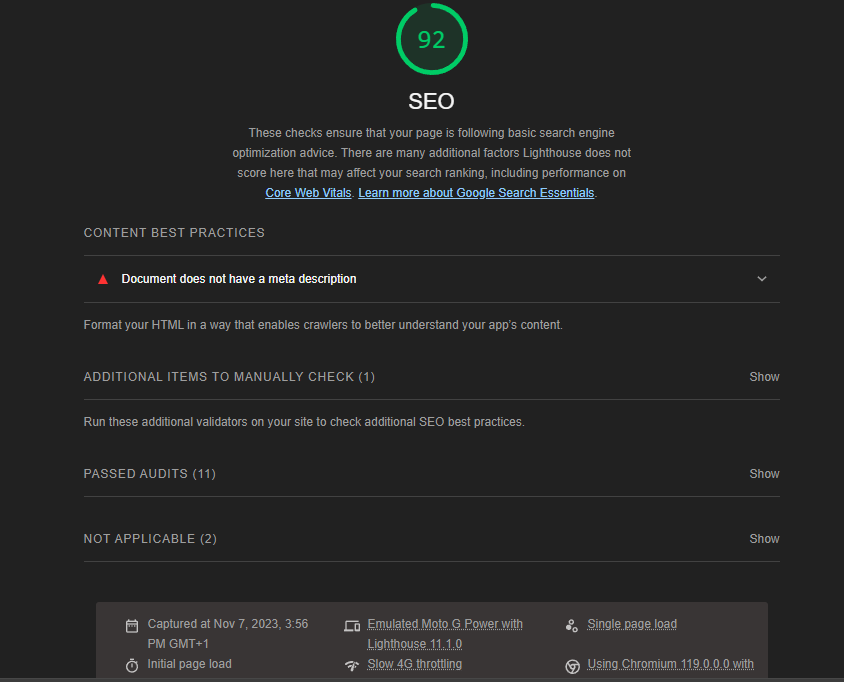 92
SEO
These checks ensure that your page is following basic search engine
optimization advice. There are many additional factors Lighthouse does not
score here that may affect your search ranking, including performance on
Core Web Vitals. Learn more about Google Search Essentials.
CONTENT BEST PRACTICES
Document does not have a meta description
Format your HTML in a way that enables crawlers to better understand your app's content.
ADDITIONAL ITEMS TO MANUALLY CHECK (1)
Show
Run these additional validators on your site to check additional SEO best practices.
PASSED AUDITS (11)
Show
NOT APPLICABLE (2)
Show
Captured at Nov 7, 2023, 3:56
PM GMT+1
Emulated Moto G Power with
Lighthouse 11.1.0
Single page load
Initial page load
Slow 4G throttling
Using Chromium 119.0.0.0 with